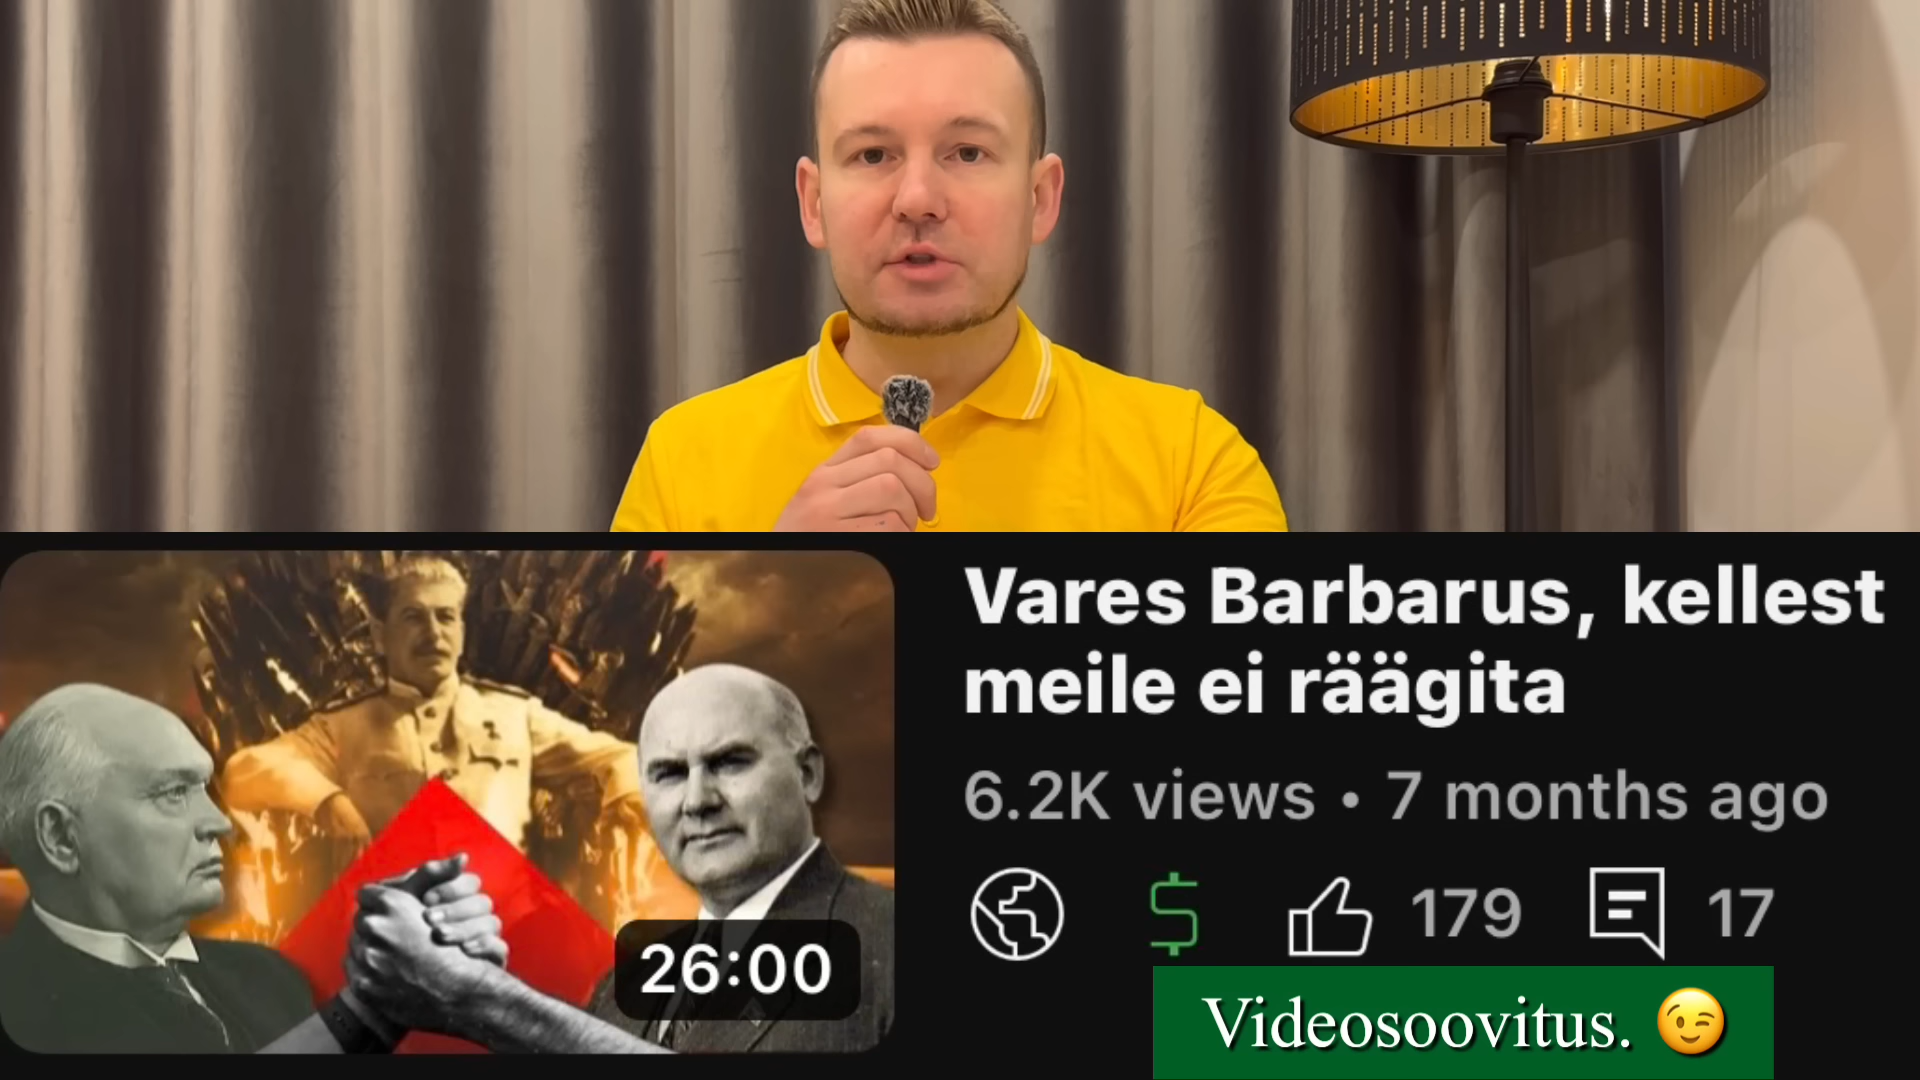 Vares Barbarus, kellest
meile ei räägita
6.2K views • 7 months ago
179 17
26:00
Videosoovitus. 😉